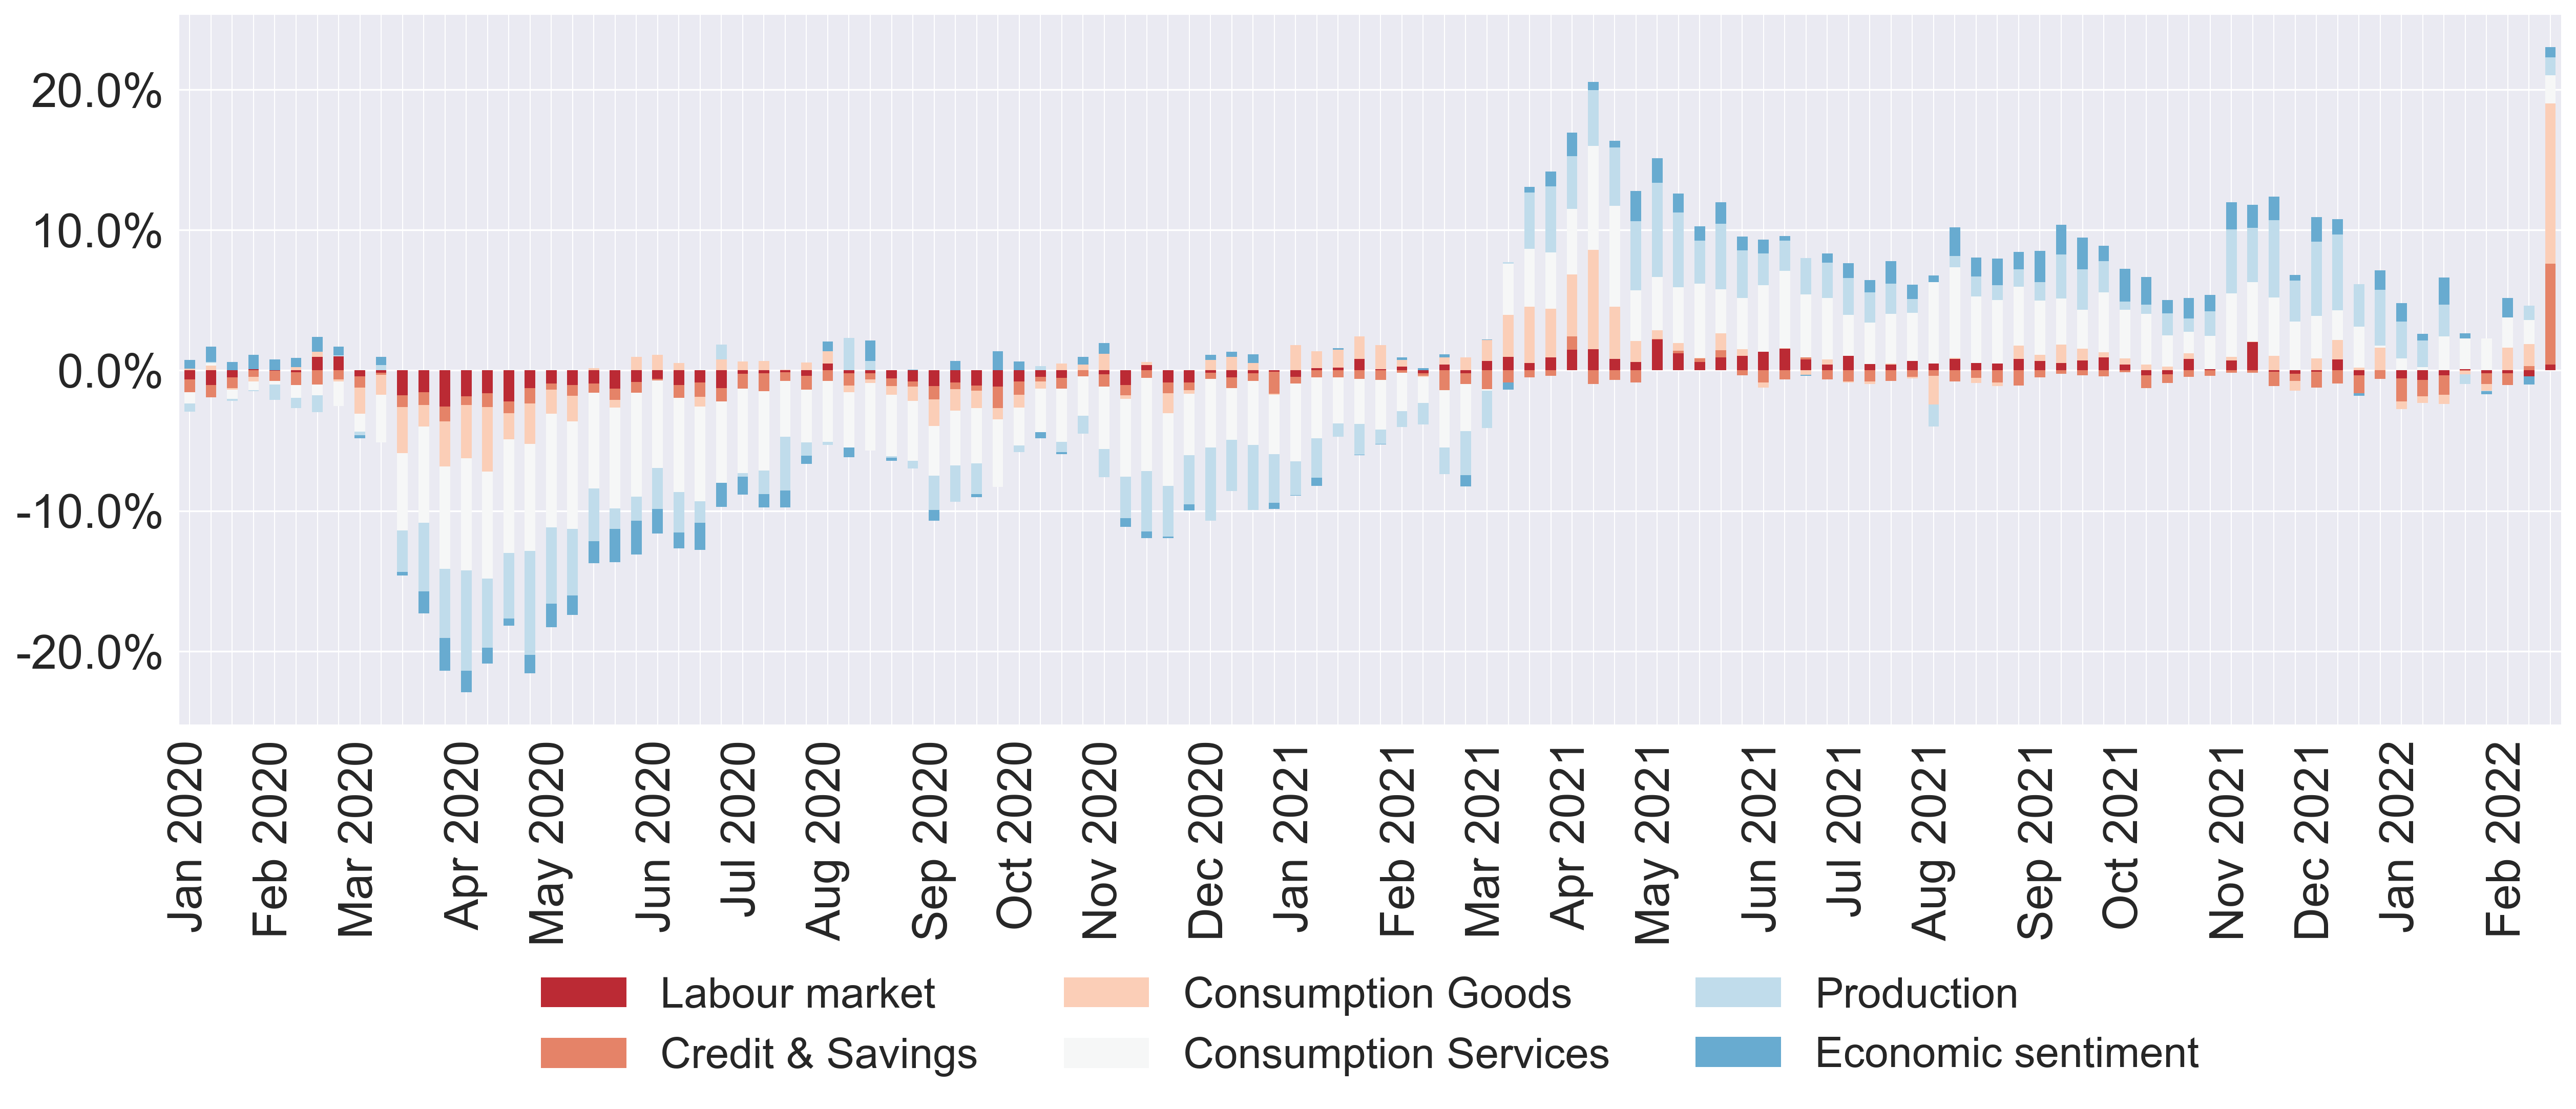 20.0%
10.0%
0.0%
-10.0%
-20.0%
Jan 2020
Feb 2020
Mar 2020
Apr 2020
May 2020
Jun 2020
Jul 2020
Aug 2020
Sep 2020
Oct 2020
Nov 2020
Dec 2020
Jan 2021
Feb 2021
Mar 2021
Apr 2021
May 2021
Jun 2021
Jul 2021
Aug 2021
Sep 2021
Oct 2021
Nov 2021
Dec 2021
Jan 2022
Feb 2022
Labour market
Consumption Goods
Production
Credit & Savings
Consumption Services
Economic sentiment